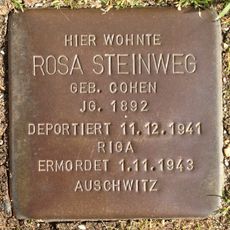 HIER WOHNTE
ROSA STEINWEG
GEB. COHEN
JG. 1892
DEPORTIERT 11.12.1941
RIGA
ERMORDET 1.11.1943
AUSCHWITZ